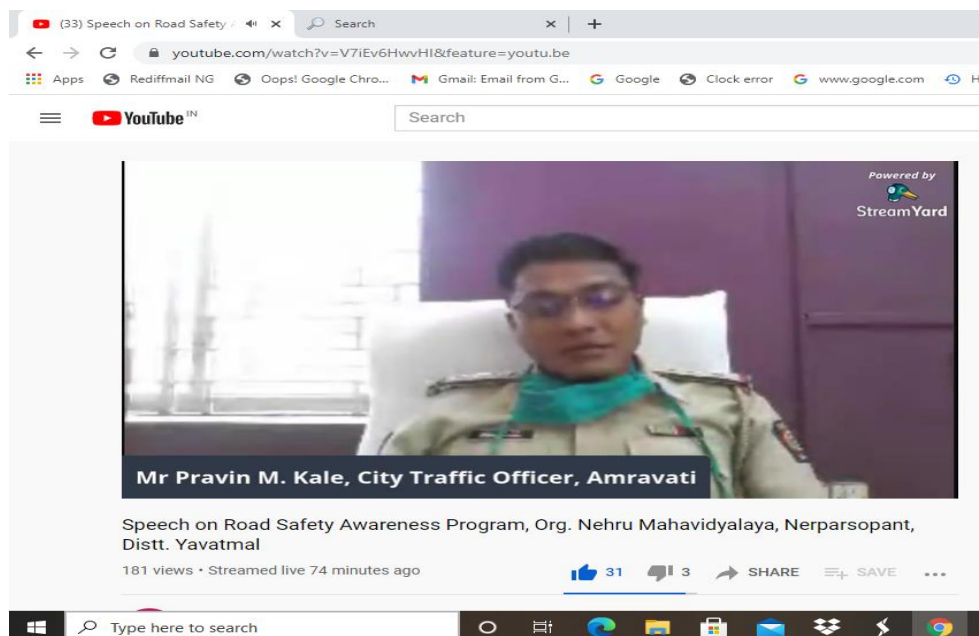 (33) Speech on Road Safety A
Search
youtube.com/watch?v=V7iEv6HwvHI&feature=youtu.be
Apps Rediffmail NG Oops! Google Chro... Gmail: Email from G... Google Clock error www.google.com H
YouTube IN
Search
Powered by
StreamYard
Mr Pravin M. Kale, City Traffic Officer, Amravati
Speech on Road Safety Awareness Program, Org. Nehru Mahavidyalaya, Nerparsopant,
Distt. Yavatmal
181 views • Streamed live 74 minutes ago
31 3 SHARE SAVE ...
Type here to search